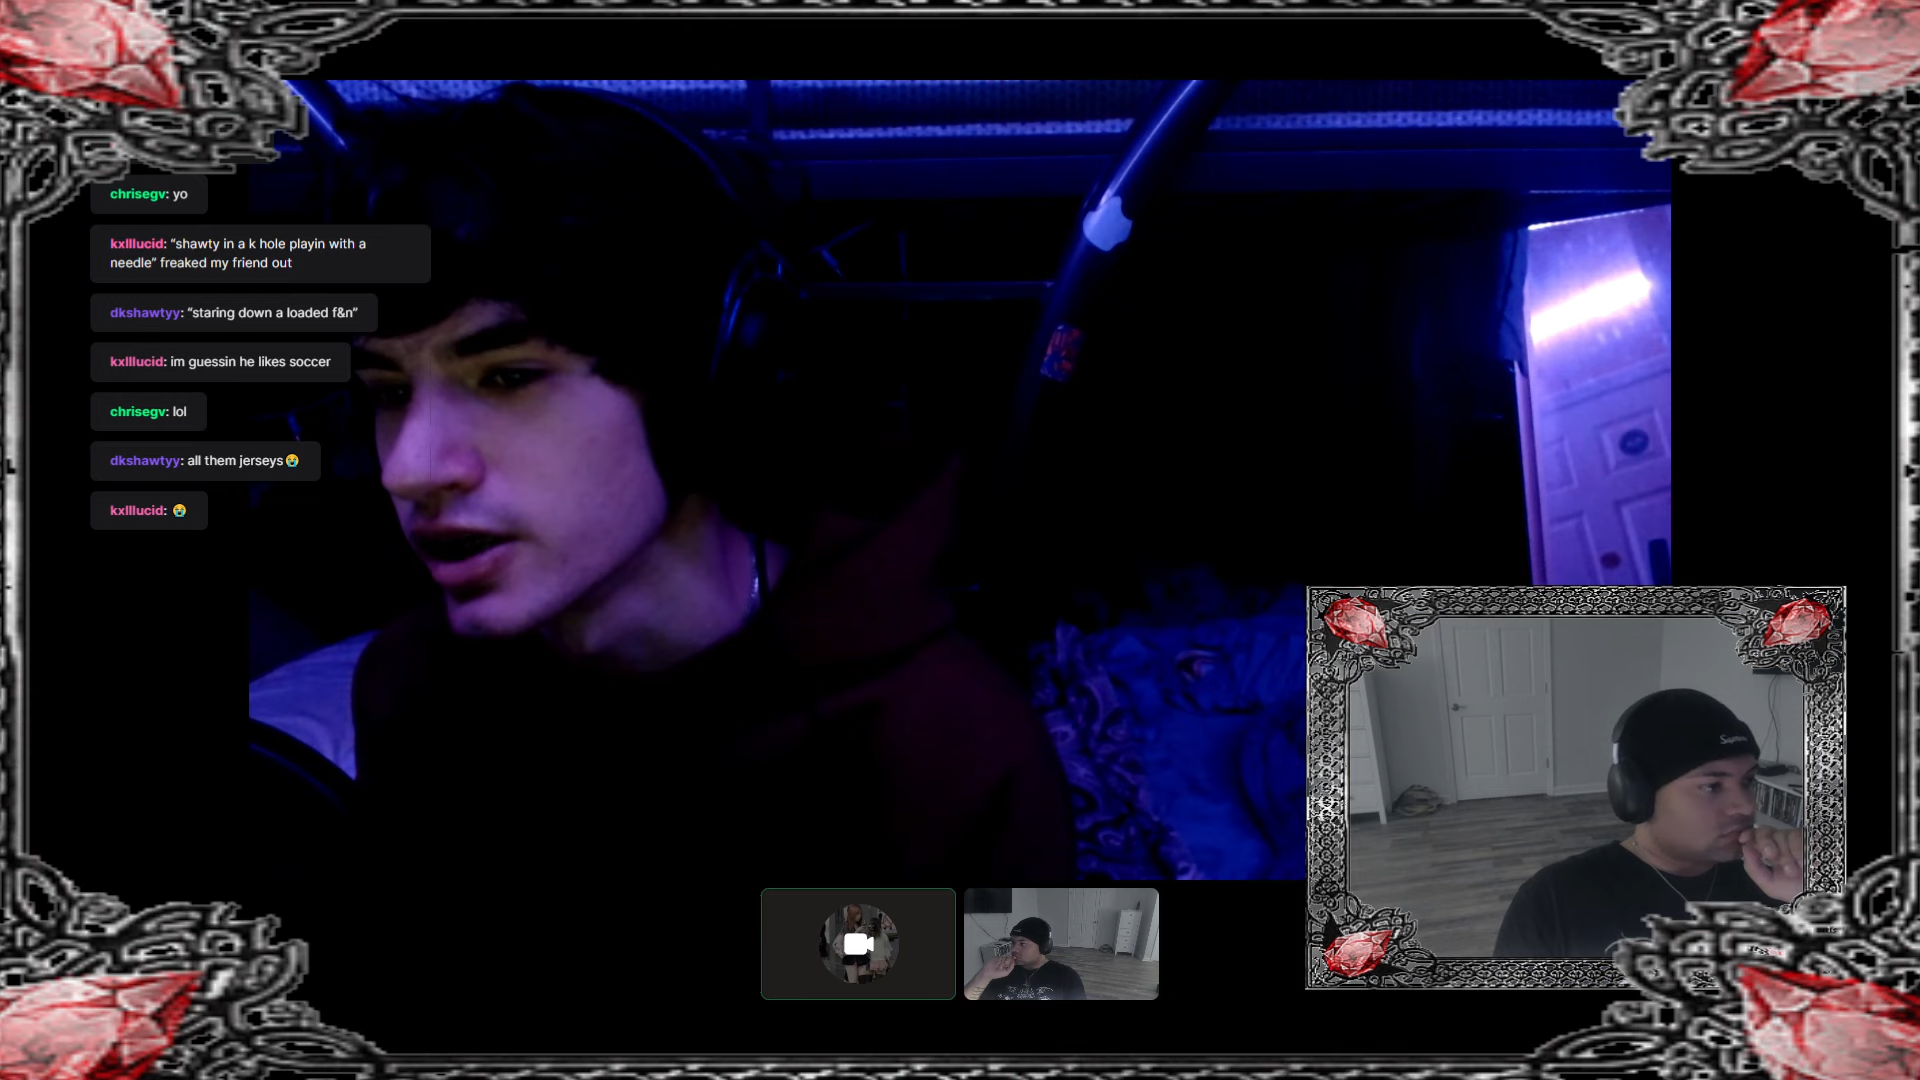 chrisegv: yo
kxlllucid: “shawty in a k hole playin with a
needle” freaked my friend out
dkshawtyy: “staring down a loaded f&n”
kxlllucid: im guessin he likes soccer
chrisegv: lol
dkshawtyy: all them jerseys😭
kxlllucid: 😭